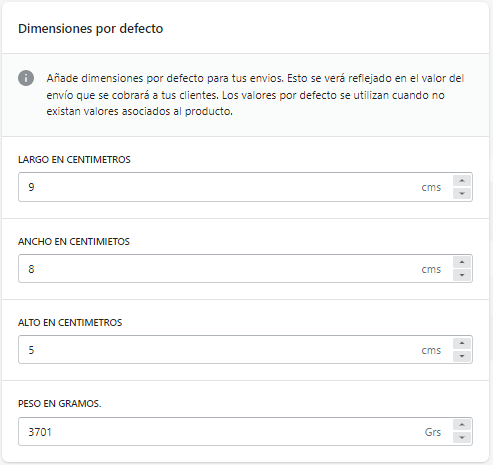 Dimensiones por defecto
Añade dimensiones por defecto para tus envios. Esto se verá reflejado en el valor del
envío que se cobrará a tus clientes. Los valores por defecto se utilizan cuando no
existan valores asociados al producto.
LARGO EN CENTIMETROS
9 cms
ANCHO EN CENTIMIETOS
8 cms
ALTO EN CENTIMETROS
5 cms
PESO EN GRAMOS.
3701 Grs